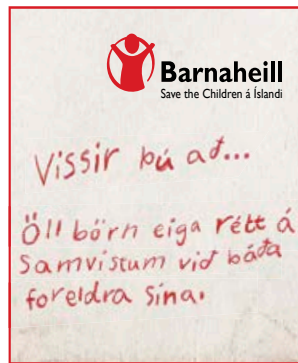 Barnaheill
Save the Children á Íslandi
Vissir þú að...
Öll börn eiga rétt á
samvistum við báða
foreldra sína.